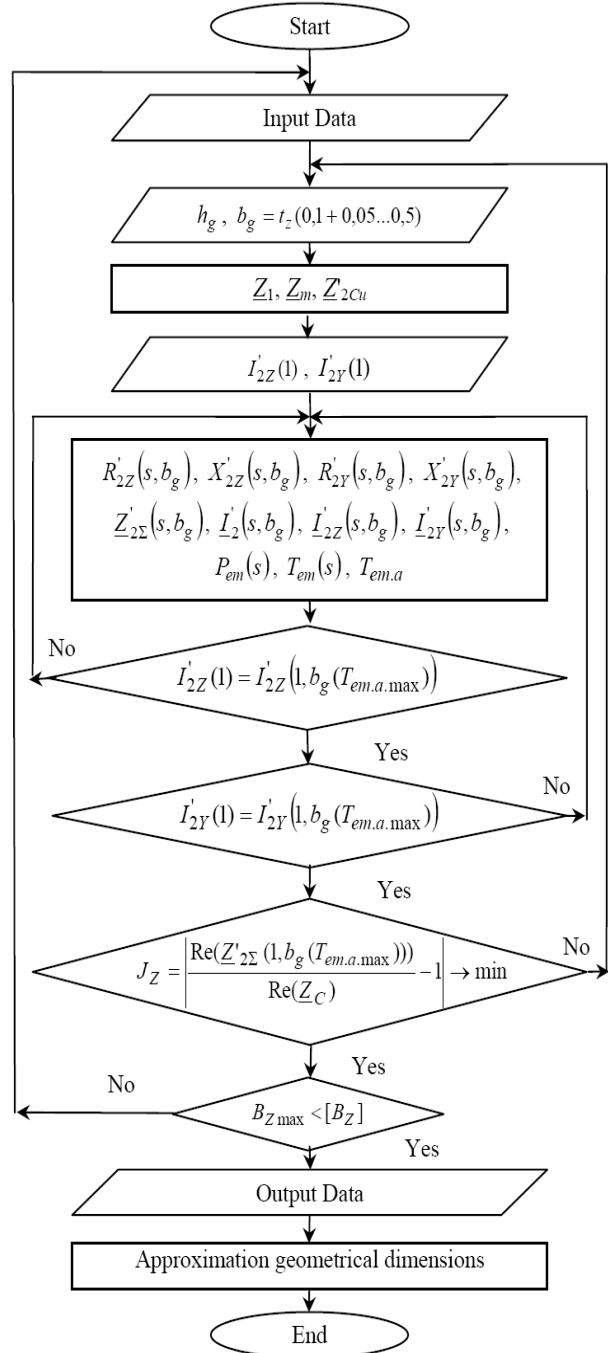 Start
Input Data
h_g , b_g = t_z (0,1 + 0,05...0,5)
Z̲_1, Z̲_m, Z̲'_2Cu
I'_2Z(1) , I'_2Y(1)
R'_2Z(s, b_g), X'_2Z(s, b_g), R'_2Y(s, b_g), X'_2Y(s, b_g),
Z̲'_2Σ(s, b_g), I̲'_2(s, b_g), I̲'_2Z(s, b_g), I̲'_2Y(s, b_g),
P_em(s), T_em(s), T_em.a
No
I'_2Z(1) = I'_2Z(1, b_g(T_em.a.max))
Yes
No
I'_2Y(1) = I'_2Y(1, b_g(T_em.a.max))
Yes
No
J_Z = |Re(Z̲'_2Σ (1, b_g (T_em.a.max))) / Re(Z̲_C) − 1| → min
Yes
No
B_Z max < [B_Z]
Yes
Output Data
Approximation geometrical dimensions
End